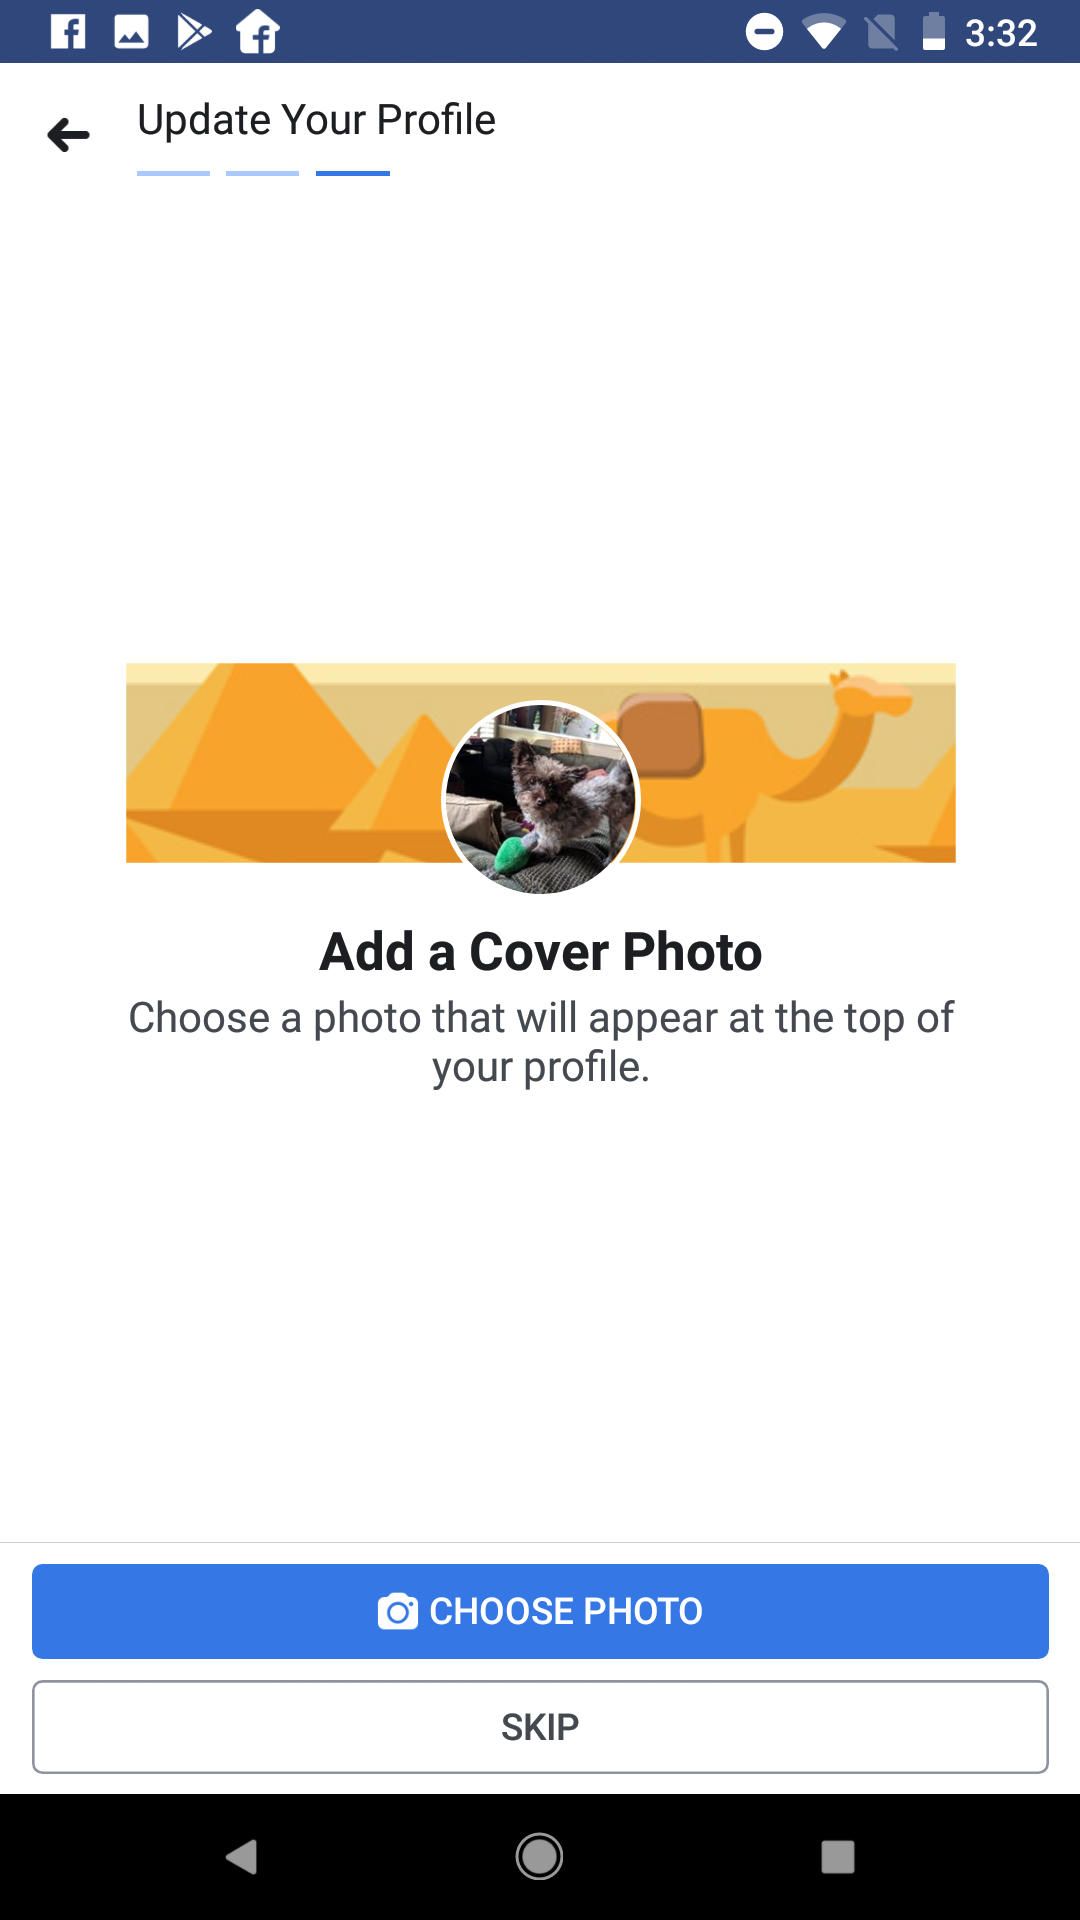 3:32
Update Your Profile
Add a Cover Photo
Choose a photo that will appear at the top of
your profile.
CHOOSE PHOTO
SKIP